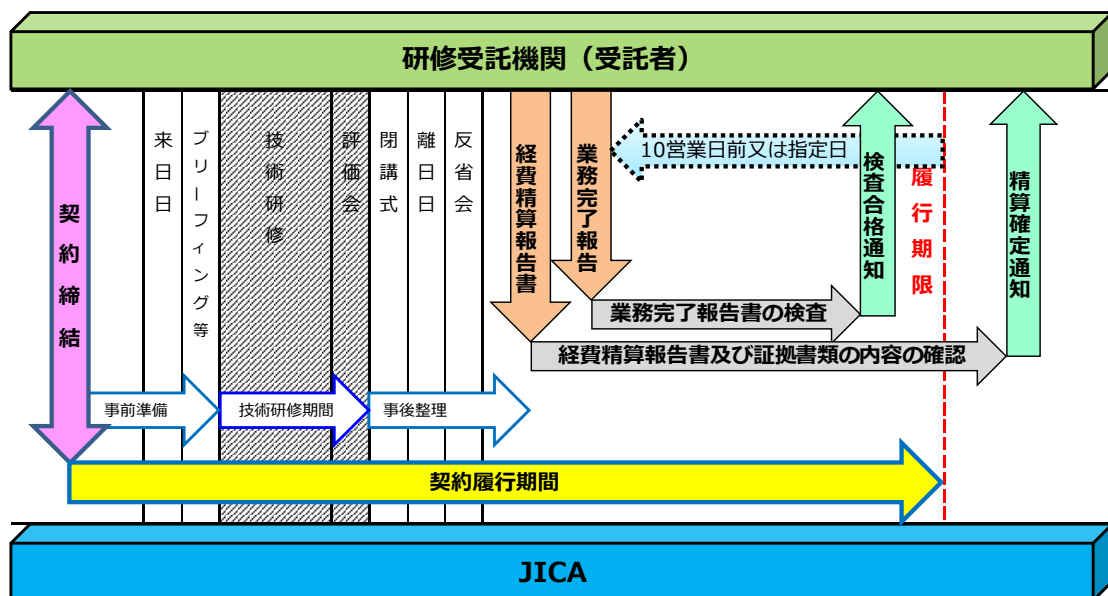 研修受託機関（受託者）
契約締結
来日日
ブリーフィング等
技術研修
評価会
閉講式
離日日
反省会
経費精算報告書
業務完了報告
10営業日前又は指定日
検査合格通知
履行期限
精算確定通知
業務完了報告書の検査
経費精算報告書及び証拠書類の内容の確認
事前準備
技術研修期間
事後整理
契約履行期間
JICA